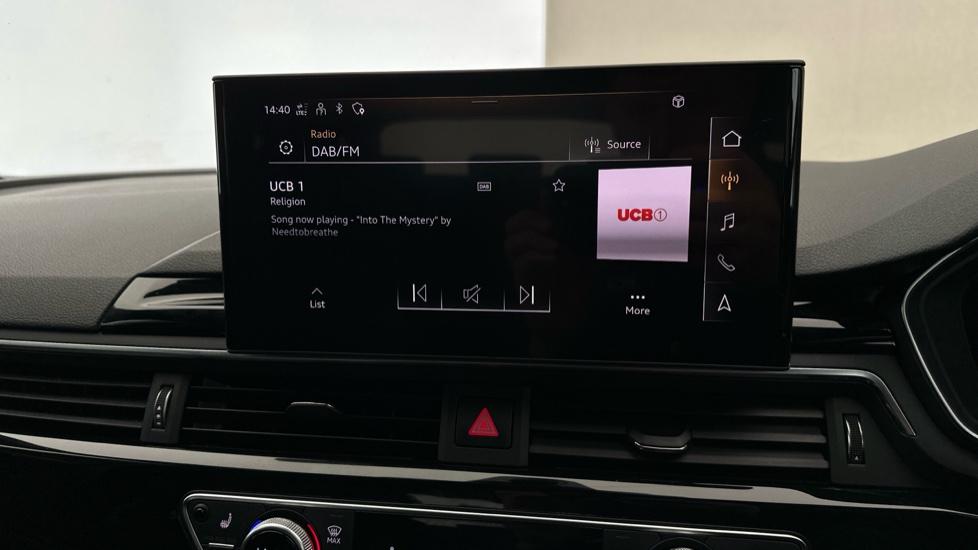 14:40 LTE
Radio
DAB/FM
Source
UCB 1
DAB
Religion
Song now playing - "Into The Mystery" by
Needtobreathe
UCB1
List
More
MAX